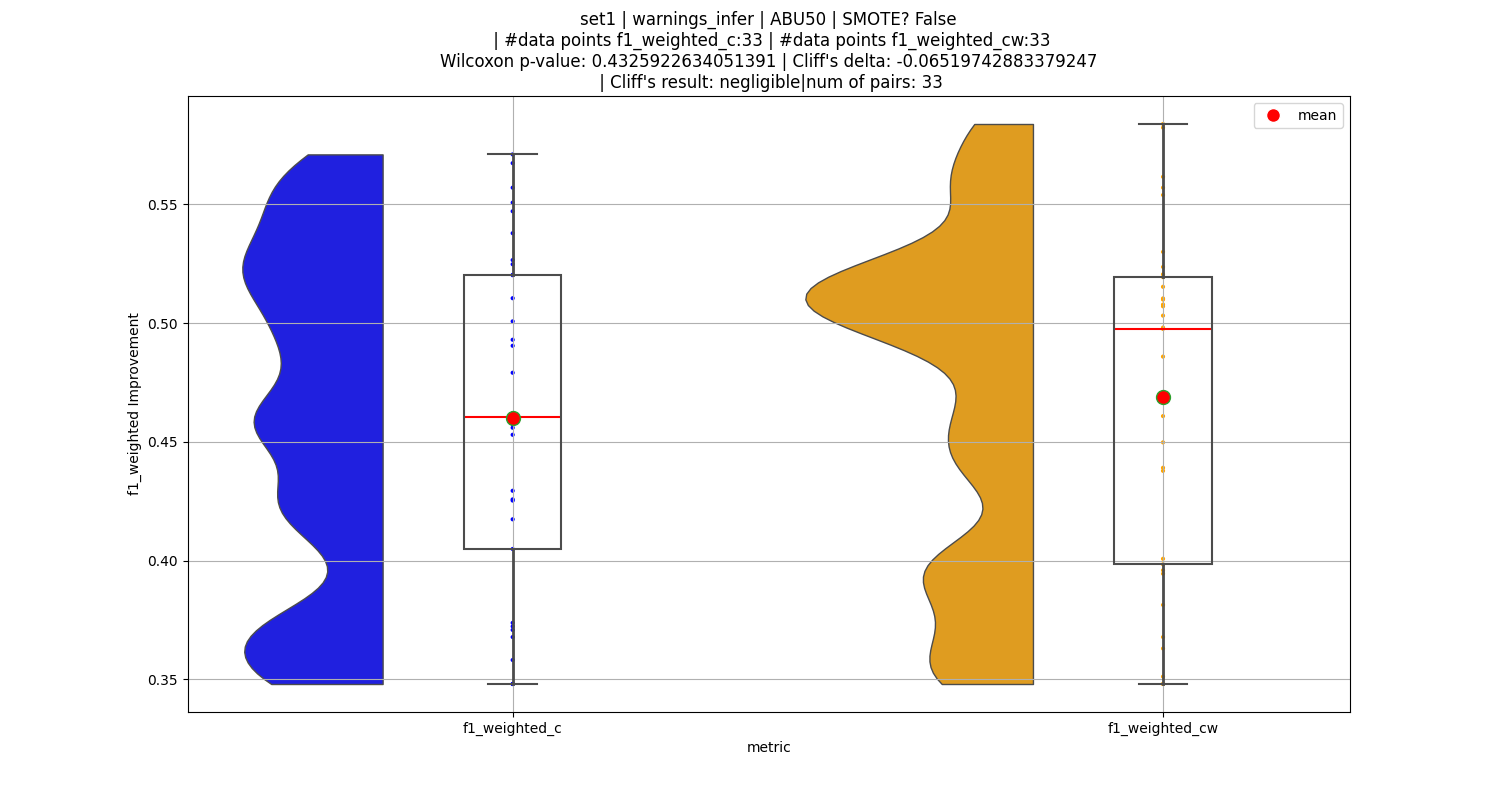 set1 | warnings_infer | ABU50 | SMOTE? False
| #data points f1_weighted_c:33 | #data points f1_weighted_cw:33
Wilcoxon p-value: 0.4325922634051391 | Cliff's delta: -0.06519742883379247
| Cliff's result: negligible|num of pairs: 33
mean
0.55
0.50
0.45
0.40
0.35
f1_weighted Improvement
f1_weighted_c
f1_weighted_cw
metric